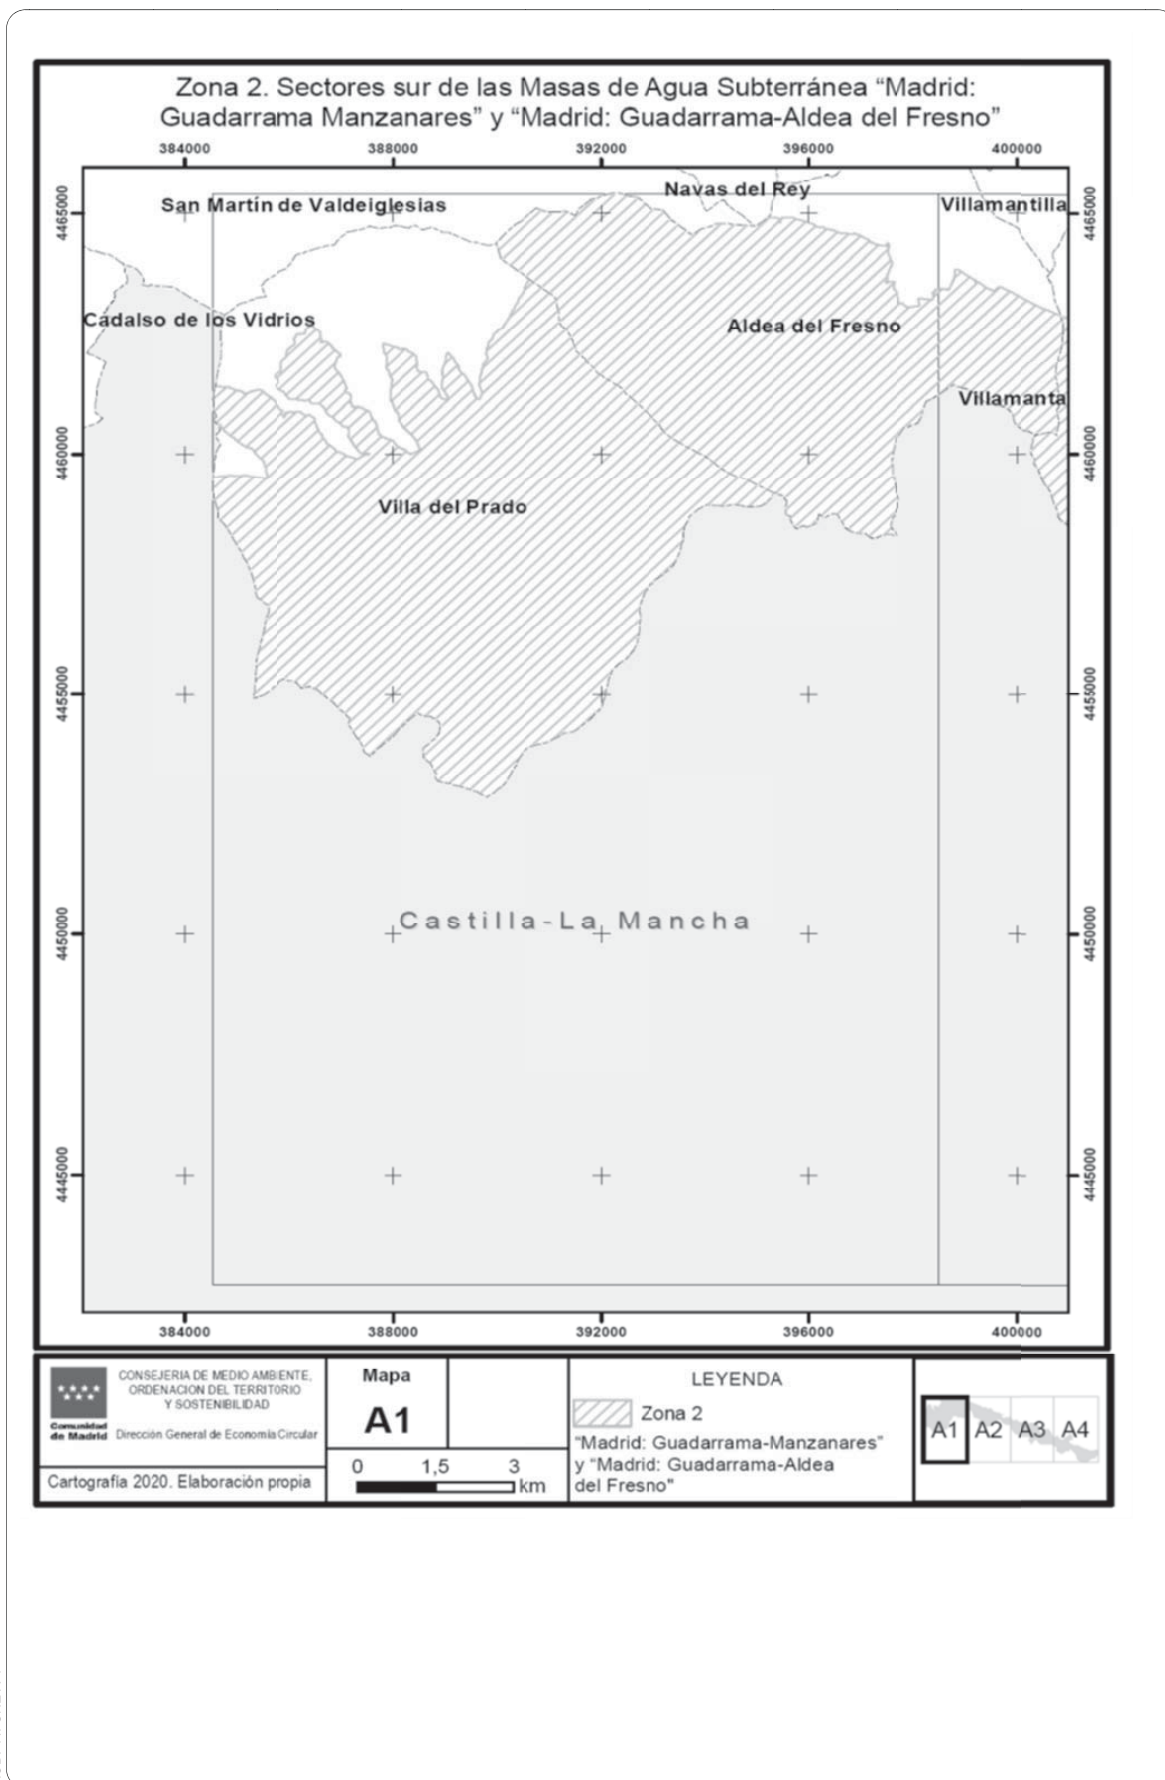 Zona 2. Sectores sur de las Masas de Agua Subterránea “Madrid:
Guadarrama Manzanares” y “Madrid: Guadarrama-Aldea del Fresno”
384000 388000 392000 396000 400000
Navas del Rey
San Martín de Valdeiglesias
Villamantilla
4465000
4465000
Cadalso de los Vidrios
Aldea del Fresno
Villamanta
4460000
4460000
Villa del Prado
4455000
4455000
Castilla-La Mancha
4450000
4450000
4445000
4445000
384000 388000 392000 396000 400000
CONSEJERIA DE MEDIO AMBIENTE,
ORDENACION DEL TERRITORIO
Y SOSTENIBILIDAD
Comunidad
de Madrid
Dirección General de Economía Circular
Cartografía 2020. Elaboración propia
Mapa
A1
0 1,5 3
km
LEYENDA
Zona 2
“Madrid: Guadarrama-Manzanares”
y “Madrid: Guadarrama-Aldea
del Fresno"
A1 A2 A3 A4